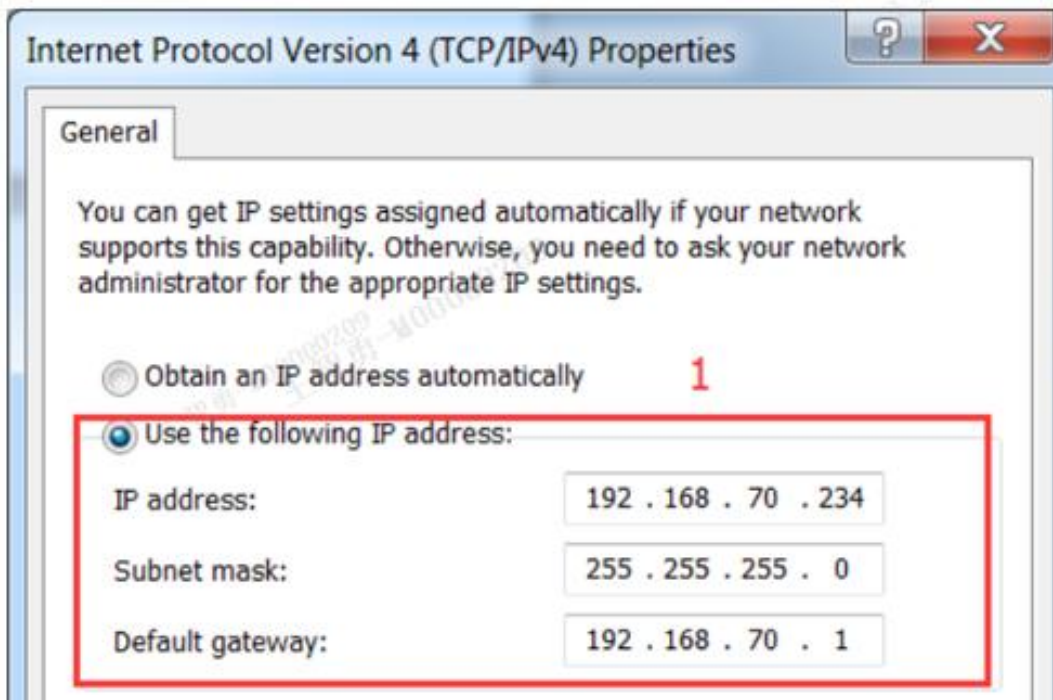 Internet Protocol Version 4 (TCP/IPv4) Properties
?
X
General
You can get IP settings assigned automatically if your network
supports this capability. Otherwise, you need to ask your network
administrator for the appropriate IP settings.
Obtain an IP address automatically 1
Use the following IP address:
IP address: 192 . 168 . 70 . 234
Subnet mask: 255 . 255 . 255 . 0
Default gateway: 192 . 168 . 70 . 1